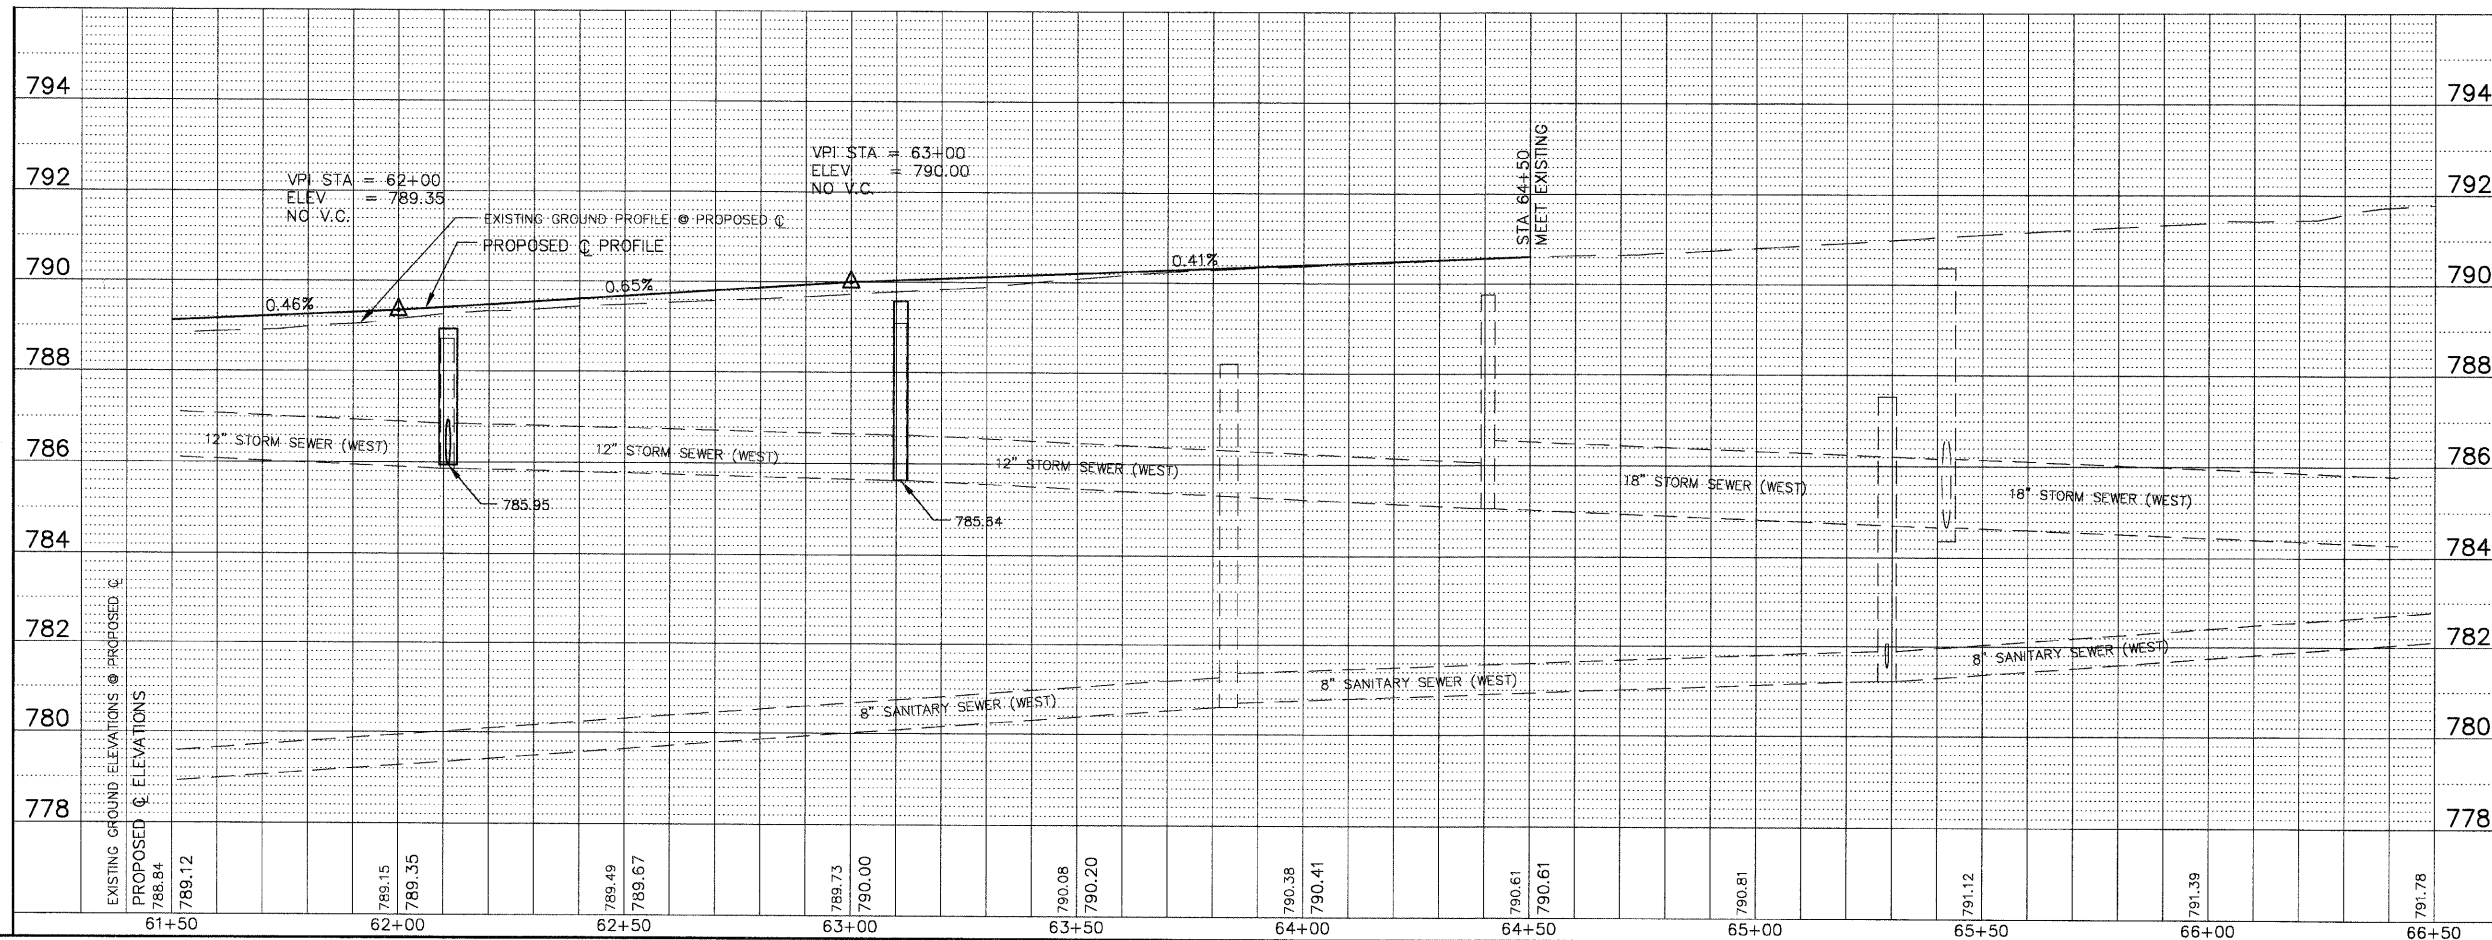 794
794
VPI STA = 63+00
ELEV = 790.00
NO V.C.
STA 64+50
MEET EXISTING
792
792
VPI STA = 62+00
ELEV = 789.35
NO V.C.
EXISTING GROUND PROFILE @ PROPOSED ℄
PROPOSED ℄ PROFILE
790
790
0.46%
0.65%
0.41%
788
788
786
786
12" STORM SEWER (WEST)
12" STORM SEWER (WEST)
12" STORM SEWER (WEST)
18" STORM SEWER (WEST)
18" STORM SEWER (WEST)
785.95
785.64
784
784
782
782
8" SANITARY SEWER (WEST)
8" SANITARY SEWER (WEST)
8" SANITARY SEWER (WEST)
780
780
778
778
EXISTING GROUND ELEVATIONS @ PROPOSED ℄
PROPOSED ℄ ELEVATIONS
788.84
789.12
789.15
789.35
789.49
789.67
789.73
790.00
790.08
790.20
790.38
790.41
790.61
790.61
790.81
791.12
791.39
791.78
61+50
62+00
62+50
63+00
63+50
64+00
64+50
65+00
65+50
66+00
66+50